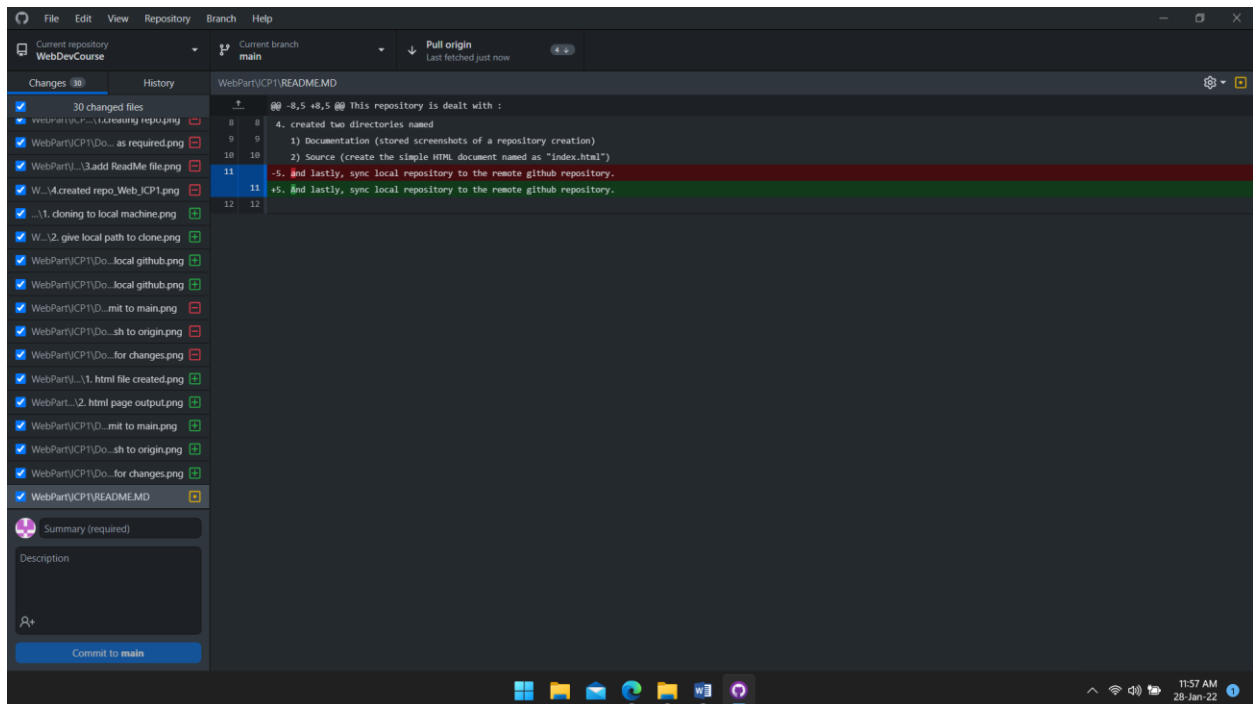 File Edit View Repository Branch Help
Current repository
WebDevCourse
Current branch
main
Pull origin
Last fetched just now
4
Changes 30 History
WebPart\ICP1\README.MD
30 changed files
WebPart\ICP...\1.creating repo.png
WebPart\ICP1\Do... as required.png
WebPart\I...\3.add ReadMe file.png
W...\4.created repo_Web_ICP1.png
...\1. cloning to local machine.png
W...\2. give local path to clone.png
WebPart\ICP1\Do...local github.png
WebPart\ICP1\Do...local github.png
WebPart\ICP1\D...mit to main.png
WebPart\ICP1\Do...sh to origin.png
WebPart\ICP1\Do...for changes.png
WebPart\I...\1. html file created.png
WebPart...\2. html page output.png
WebPart\ICP1\D...mit to main.png
WebPart\ICP1\Do...sh to origin.png
WebPart\ICP1\Do...for changes.png
WebPart\ICP1\README.MD
Summary (required)
Description
Commit to main
@@ -8,5 +8,5 @@ This repository is dealt with :
8 8 4. created two directories named
9 9 1) Documentation (stored screenshots of a repository creation)
10 10 2) Source (create the simple HTML document named as "index.html")
11 -5. and lastly, sync local repository to the remote github repository.
11 +5. And lastly, sync local repository to the remote github repository.
12 12
11:57 AM
28-Jan-22
1